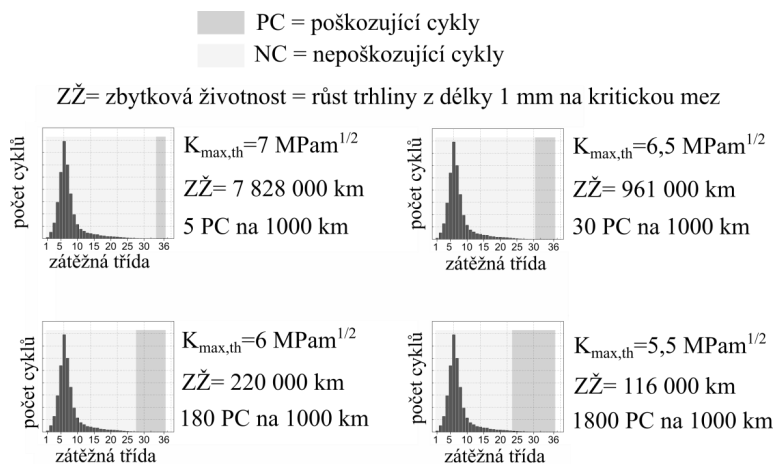 PC = poškozující cykly
NC = nepoškozující cykly
ZŽ= zbytková životnost = růst trhliny z délky 1 mm na kritickou mez
počet cyklů
1 5 10 15 20 25 30 36
zátěžná třída
Kmax,th=7 MPam1/2
ZŽ= 7 828 000 km
5 PC na 1000 km
počet cyklů
1 5 10 15 20 25 30 36
zátěžná třída
Kmax,th=6,5 MPam1/2
ZŽ= 961 000 km
30 PC na 1000 km
počet cyklů
1 5 10 15 20 25 30 36
zátěžná třída
Kmax,th=6 MPam1/2
ZŽ= 220 000 km
180 PC na 1000 km
počet cyklů
1 5 10 15 20 25 30 36
zátěžná třída
Kmax,th=5,5 MPam1/2
ZŽ= 116 000 km
1800 PC na 1000 km